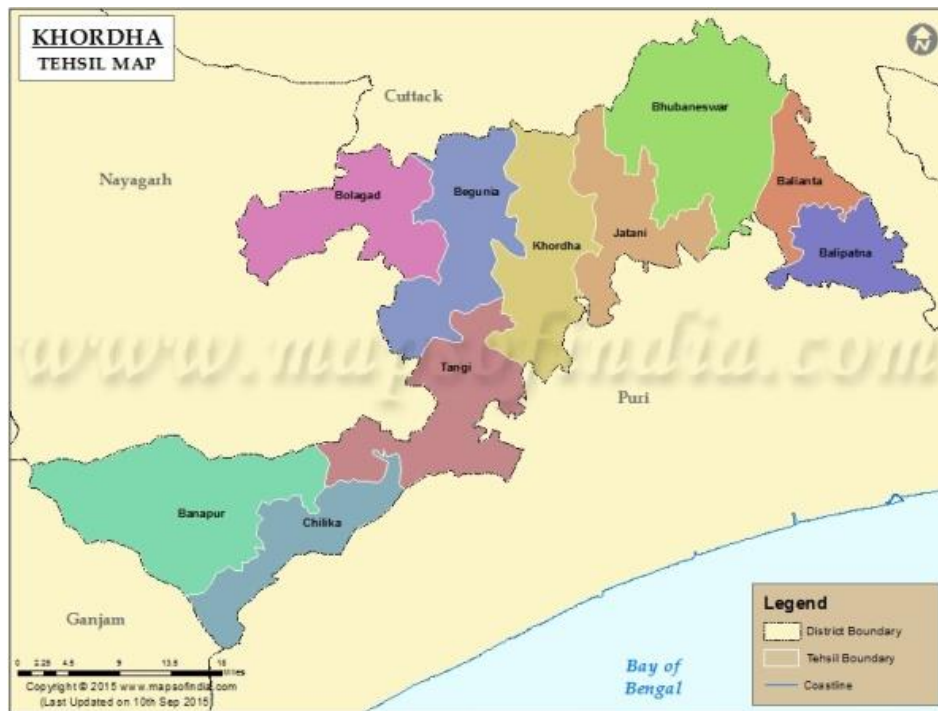 KHORDHA
TEHSIL MAP
N
Cuttack
Bhubaneswar
Nayagarh
Balianta
Bolagad
Begunia
Jatani
Khordha
Balipatna
www.mapsofindia.com
Tangi
Puri
Banapur
Chilika
Ganjam
Legend
District Boundary
Tehsil Boundary
Coastline
Bay of
Bengal
0 2.25 4.5 9 13.5 18
Miles
Copyright © 2015 www.mapsofindia.com
(Last Updated on 10th Sep 2015)